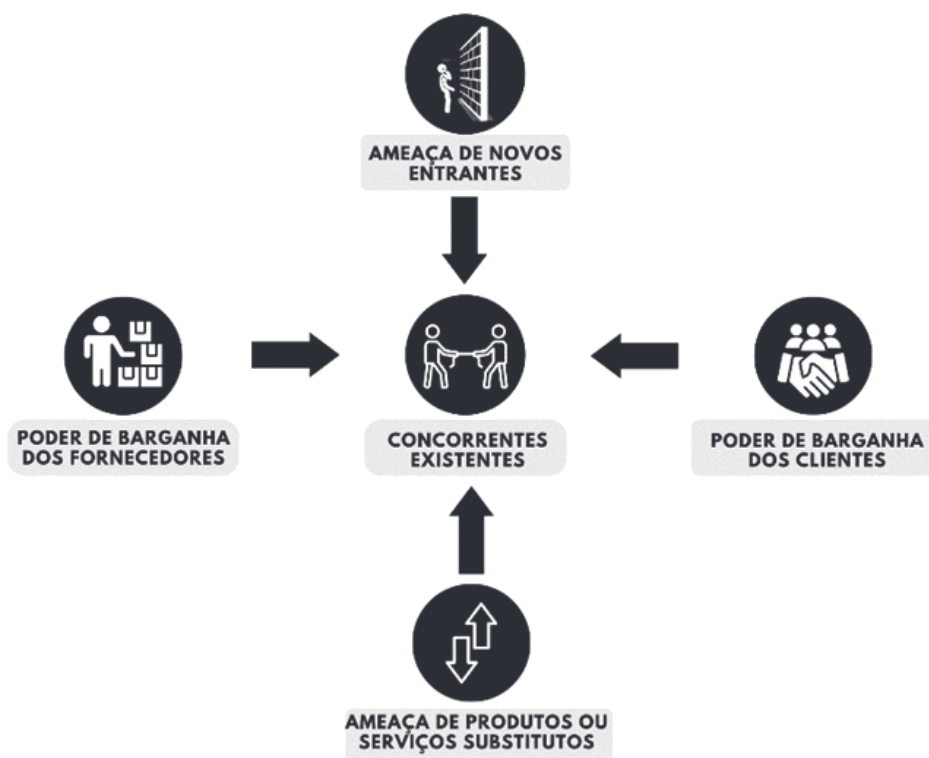 AMEAÇA DE NOVOS
ENTRANTES
PODER DE BARGANHA
DOS FORNECEDORES
CONCORRENTES
EXISTENTES
PODER DE BARGANHA
DOS CLIENTES
AMEAÇA DE PRODUTOS OU
SERVIÇOS SUBSTITUTOS